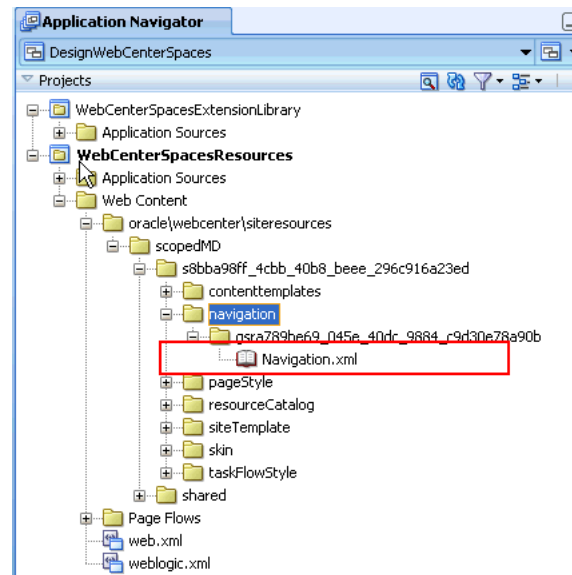 Application Navigator
DesignWebCenterSpaces
Projects
WebCenterSpacesExtensionLibrary
Application Sources
WebCenterSpacesResources
Application Sources
Web Content
oracle\webcenter\siteresources
scopedMD
s8bba98ff_4cbb_40b8_beee_296c916a23ed
contenttemplates
navigation
gsra789be69_045e_40dc_9884_c9d30e78a90b
Navigation.xml
pageStyle
resourceCatalog
siteTemplate
skin
taskFlowStyle
shared
Page Flows
web.xml
weblogic.xml